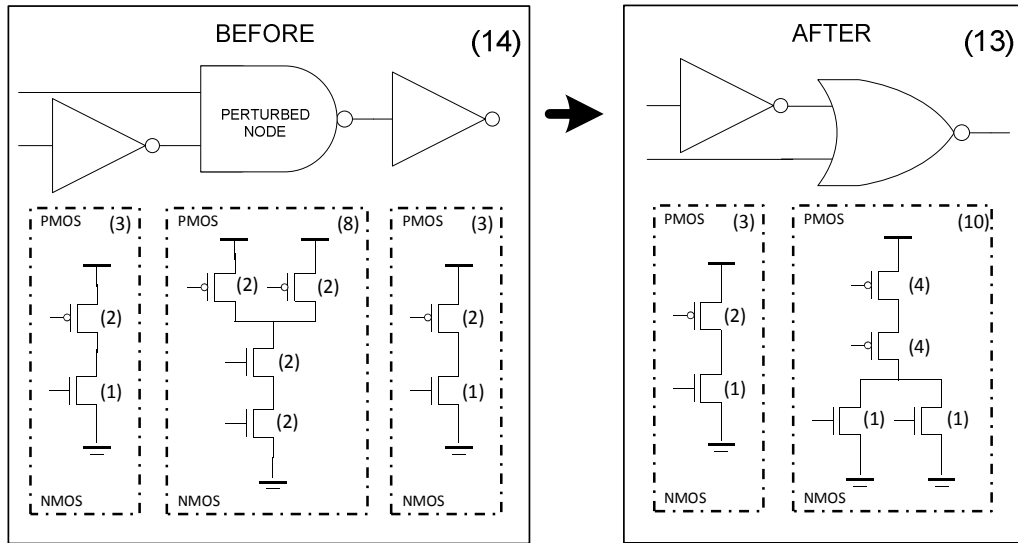 BEFORE
(14)
PERTURBED
NODE
PMOS
(3)
(2)
(1)
NMOS
PMOS
(8)
(2)
(2)
(2)
(2)
NMOS
PMOS
(3)
(2)
(1)
NMOS
AFTER
(13)
PMOS
(3)
(2)
(1)
NMOS
PMOS
(10)
(4)
(4)
(1)
(1)
NMOS